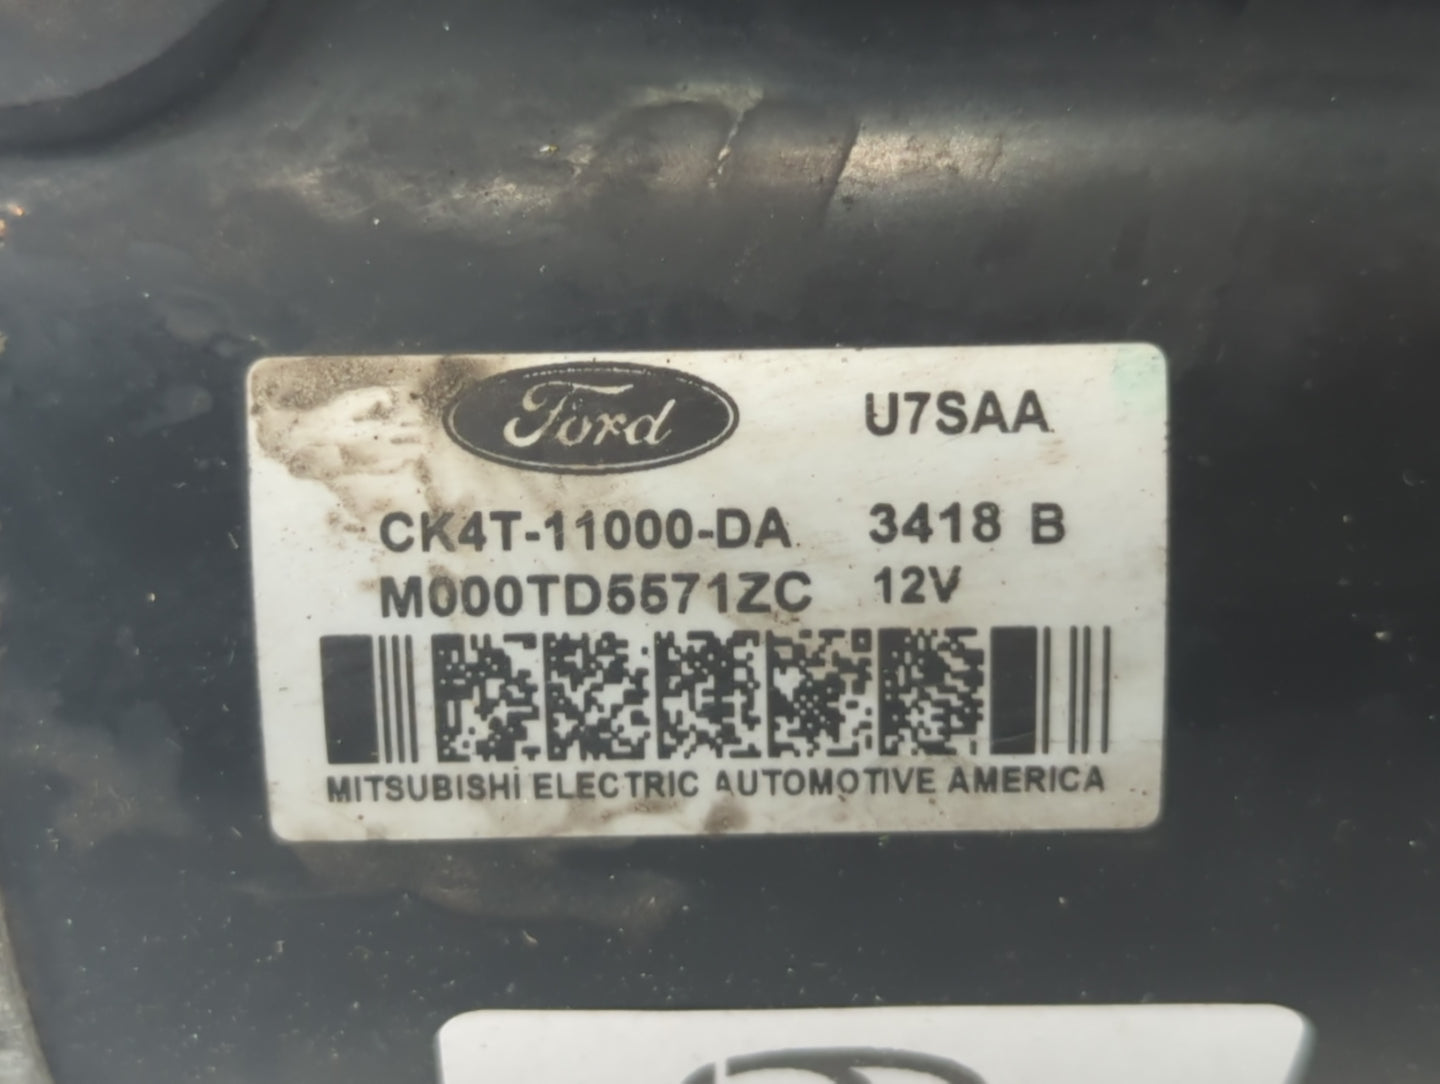 Ford U7SAA
CK4T-11000-DA 3418 B
M000TD5571ZC 12V
MITSUBISHI ELECTRIC AUTOMOTIVE AMERICA